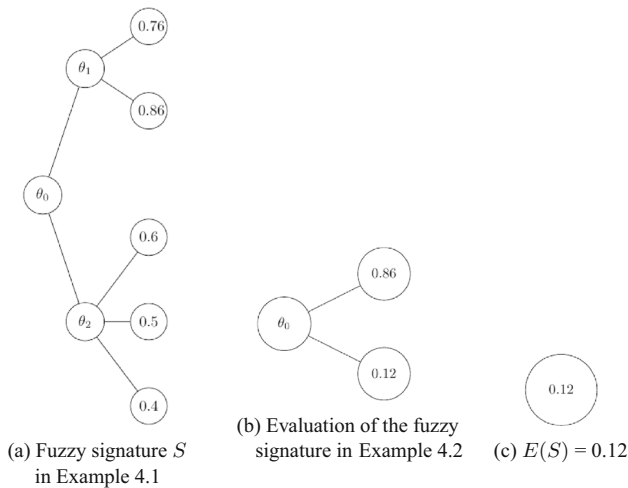 0.76
θ₁
0.86
θ₀
0.6
θ₂
0.5
0.4
(a) Fuzzy signature S
in Example 4.1
0.86
θ₀
0.12
(b) Evaluation of the fuzzy
signature in Example 4.2
0.12
(c) E(S) = 0.12